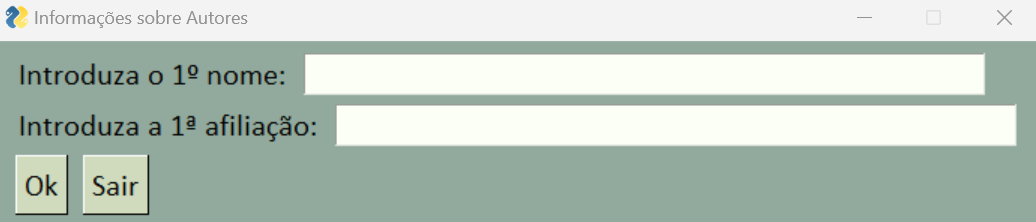 Informações sobre Autores
Introduza o 1º nome:
Introduza a 1ª afiliação:
Ok Sair